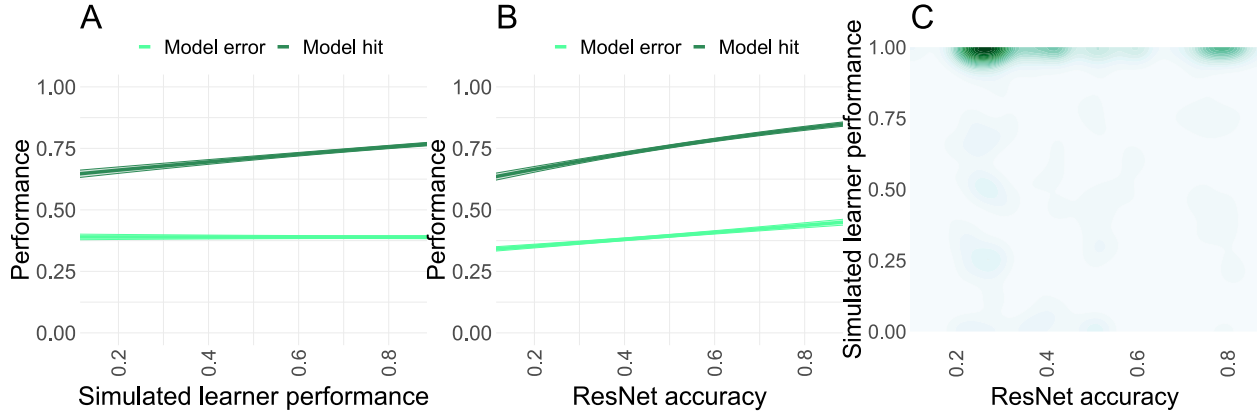 A
Model error Model hit
Performance
1.00
0.75
0.50
0.25
0.00
0.2 0.4 0.6 0.8
Simulated learner performance
B
Model error Model hit
Performance
1.00
0.75
0.50
0.25
0.00
0.2 0.4 0.6 0.8
ResNet accuracy
C
Simulated learner performance
1.00
0.75
0.50
0.25
0.00
0.2 0.4 0.6 0.8
ResNet accuracy